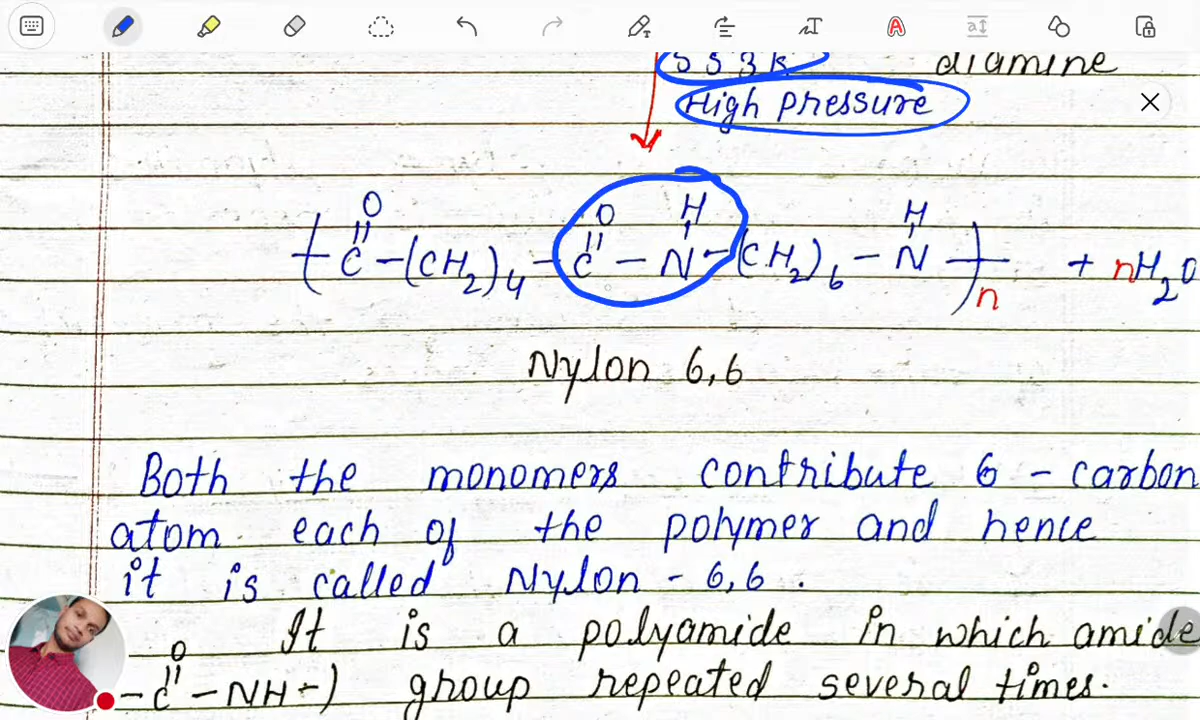 553K diamine
High pressure
O O H H
-( C -(CH2)4 - C - N -(CH2)6 - N -)n + nH2O
Nylon 6,6
Both the monomers contribute 6 - carbon
atom each of the polymer and hence
it is called Nylon - 6,6 .
It is a polyamide in which amide
O
- C - NH -) group repeated several times.